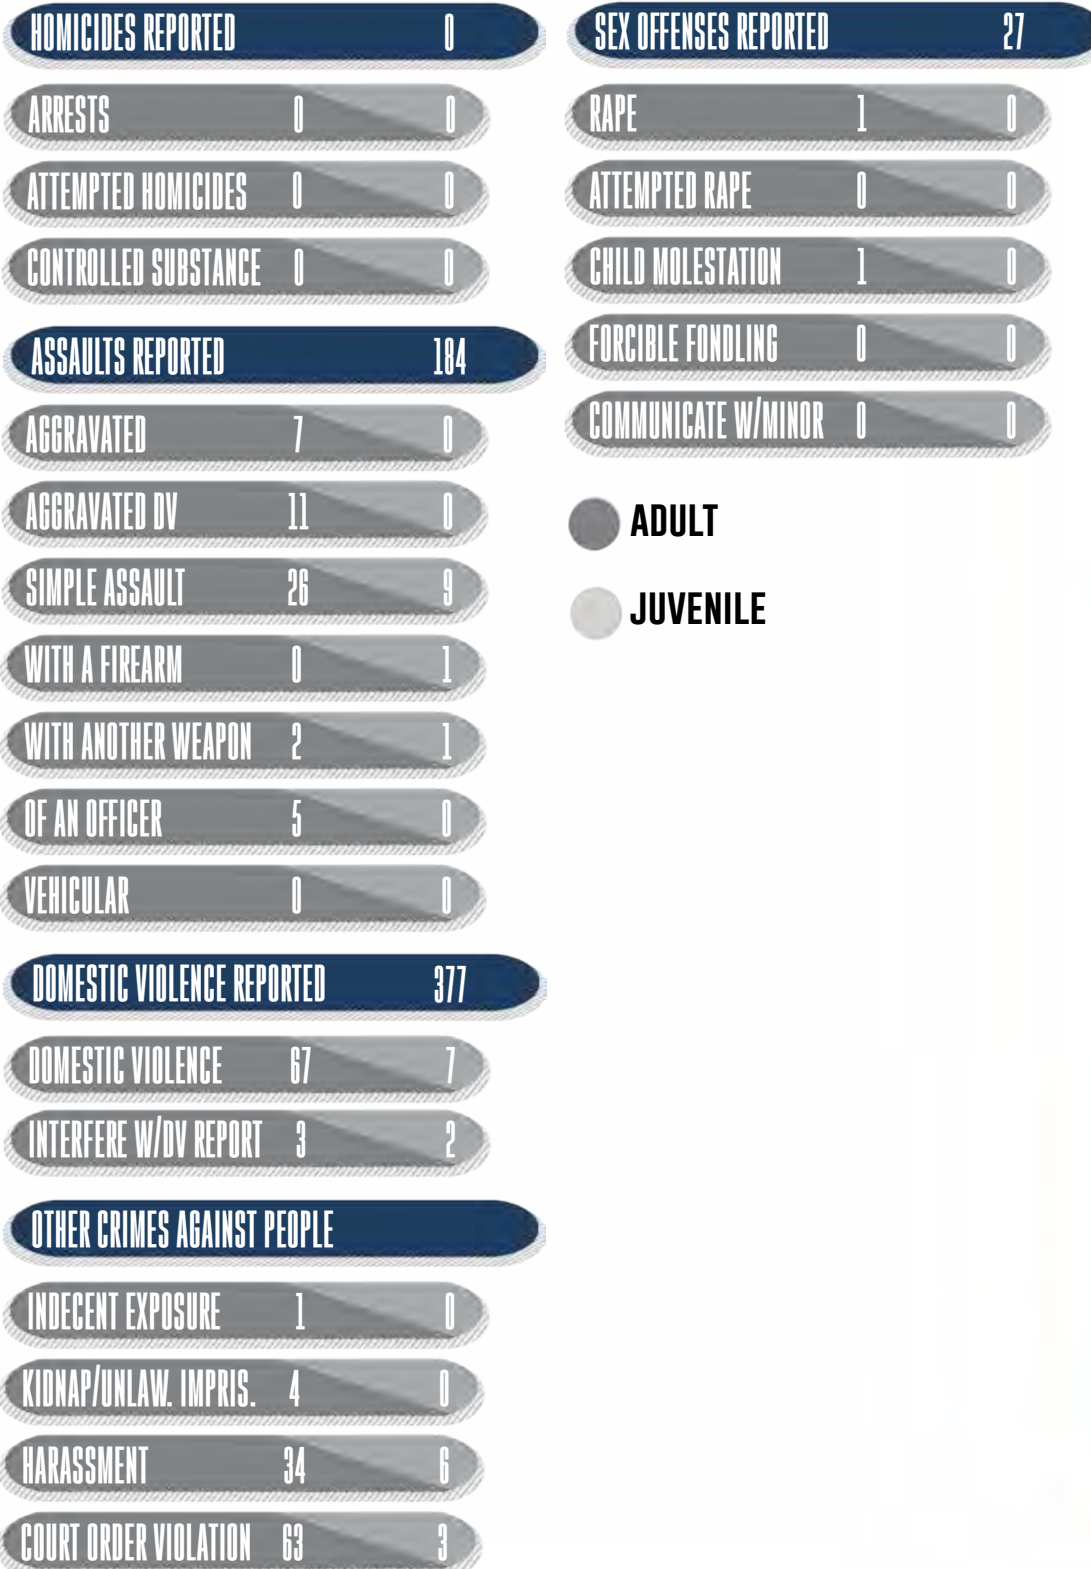 HOMICIDES REPORTED 0
ARRESTS 0 0
ATTEMPTED HOMICIDES 0 0
CONTROLLED SUBSTANCE 0 0
ASSAULTS REPORTED 184
AGGRAVATED 7 0
AGGRAVATED DV 11 0
SIMPLE ASSAULT 26 9
WITH A FIREARM 0 1
WITH ANOTHER WEAPON 2 1
OF AN OFFICER 5 0
VEHICULAR 0 0
DOMESTIC VIOLENCE REPORTED 377
DOMESTIC VIOLENCE 67 7
INTERFERE W/DV REPORT 3 2
OTHER CRIMES AGAINST PEOPLE
INDECENT EXPOSURE 1 0
KIDNAP/UNLAW. IMPRIS. 4 0
HARASSMENT 34 6
COURT ORDER VIOLATION 63 3
SEX OFFENSES REPORTED 27
RAPE 1 0
ATTEMPTED RAPE 0 0
CHILD MOLESTATION 1 0
FORCIBLE FONDLING 0 0
COMMUNICATE W/MINOR 0 0
ADULT
JUVENILE